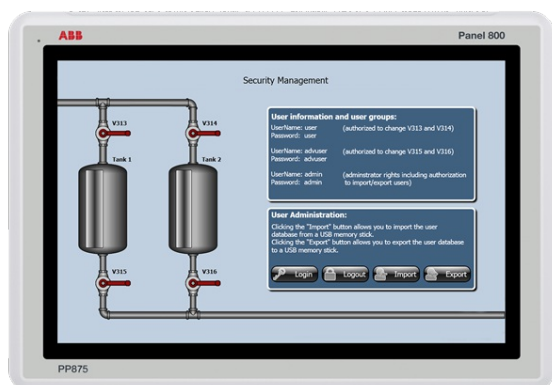 ABB
Panel 800
Security Management
V313
V314
Tank 1
Tank 2
V315
V316
User information and user groups:
UserName: user (authorized to change V313 and V314)
Password: user
UserName: advuser (authorized to change V315 and V316)
Password: advuser
UserName: admin (adminstrator rights including authorization
Password: admin to import/export users)
User Administration:
Clicking the "Import" button allows you to import the user
database from a USB memory stick.
Clicking the "Export" button allows you to export the user database
to a USB memory stick.
Login
Logout
Import
Export
PP875